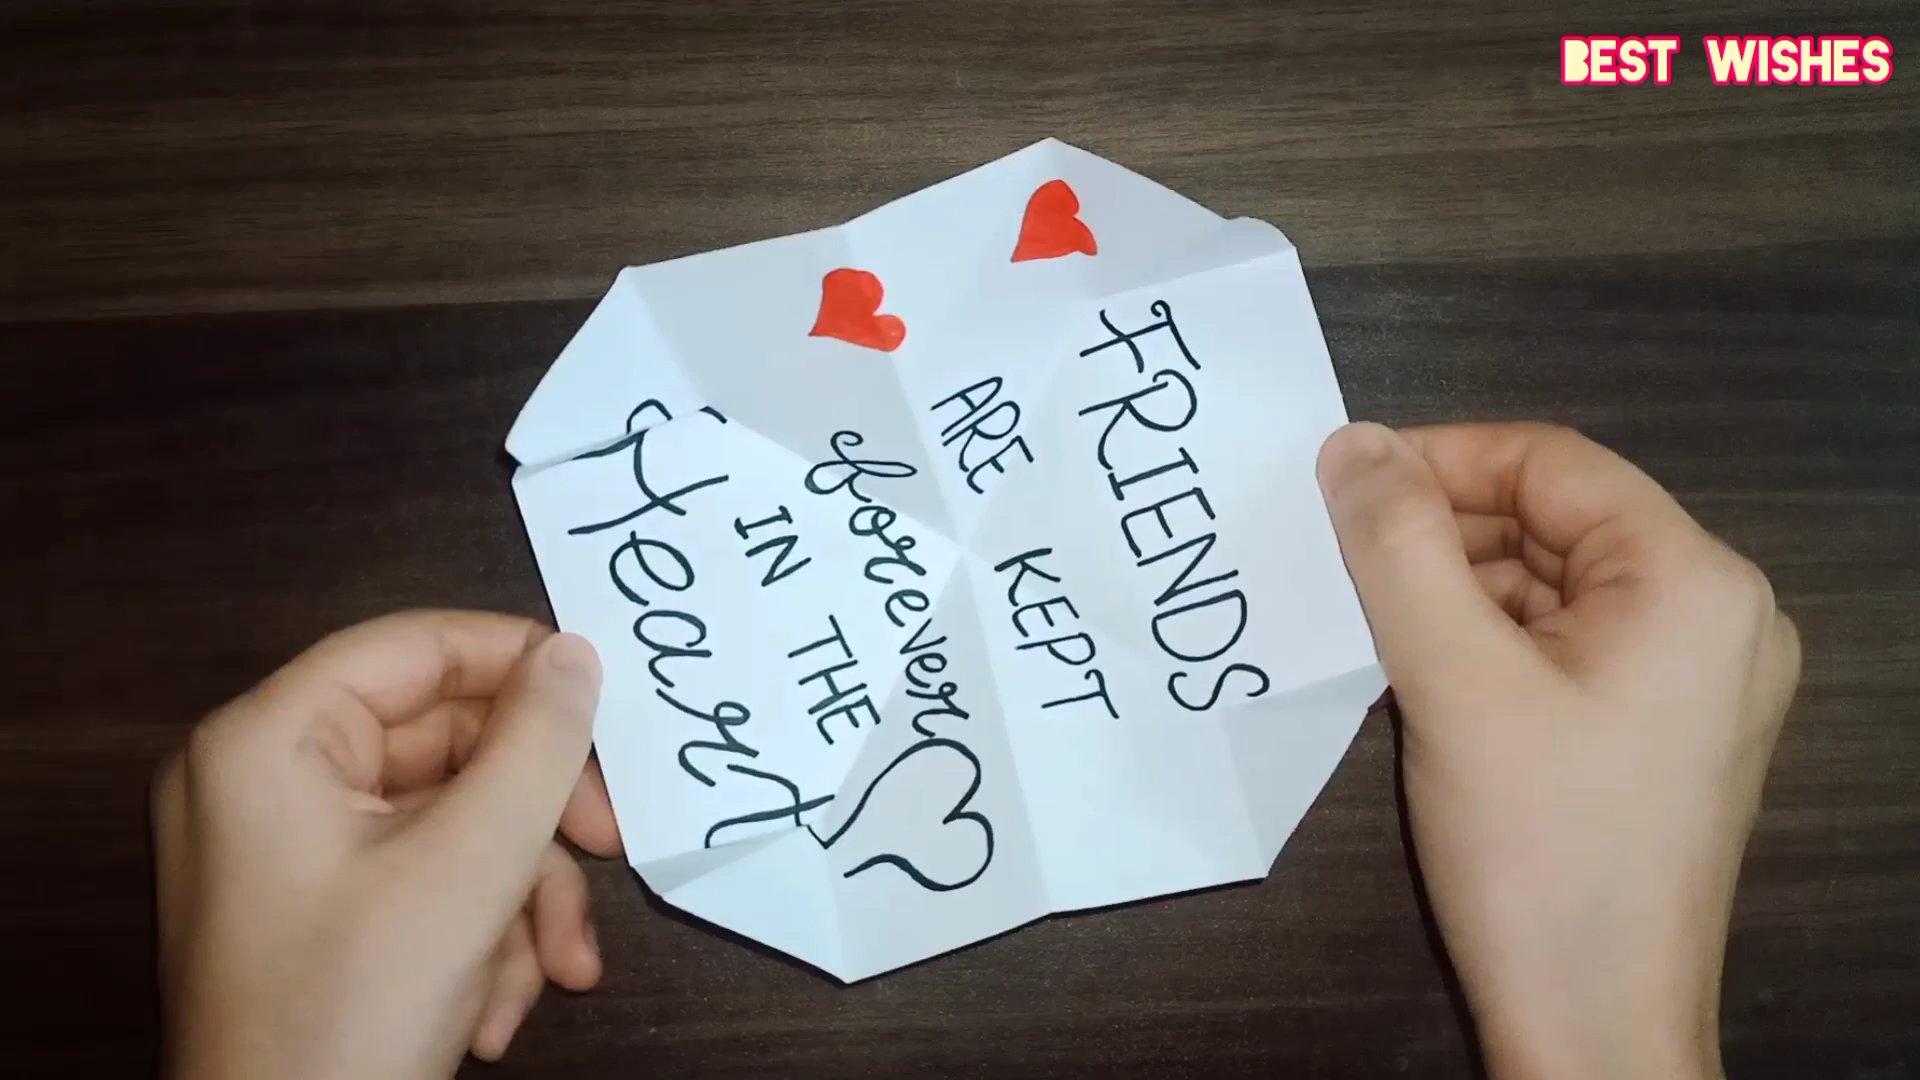 BEST WISHES
FRIENDS
ARE KEPT
forever
IN THE
Heart